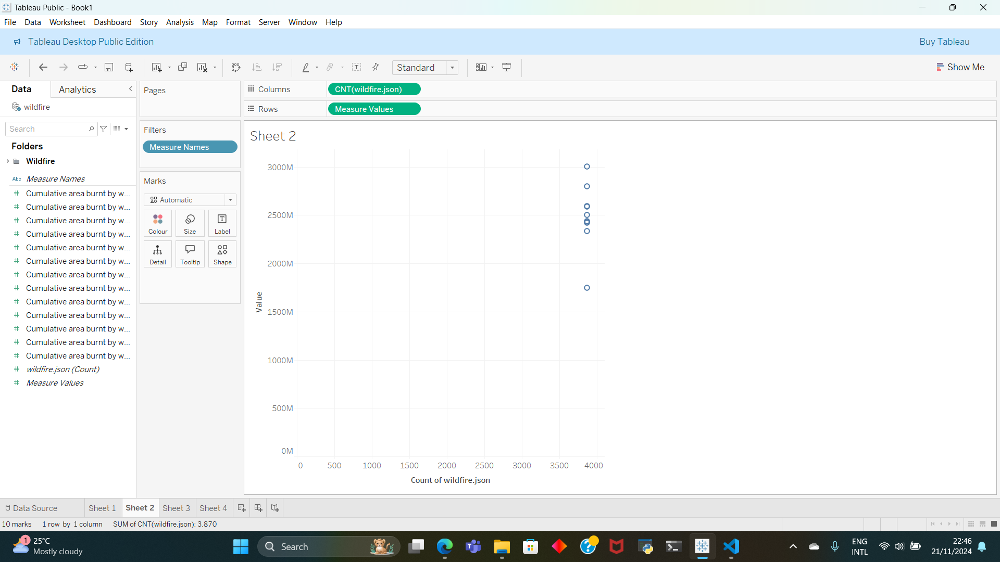 Tableau Public - Book1
File Data Worksheet Dashboard Story Analysis Map Format Server Window Help
Tableau Desktop Public Edition
Buy Tableau
Standard
Show Me
Data
Analytics
wildfire
Search
Folders
Wildfire
Abc Measure Names
Cumulative area burnt by w...
Cumulative area burnt by w...
Cumulative area burnt by w...
Cumulative area burnt by w...
Cumulative area burnt by w...
Cumulative area burnt by w...
Cumulative area burnt by w...
Cumulative area burnt by w...
Cumulative area burnt by w...
Cumulative area burnt by w...
Cumulative area burnt by w...
Cumulative area burnt by w...
Cumulative area burnt by w...
wildfire.json (Count)
Measure Values
Pages
Filters
Measure Names
Marks
Automatic
Colour Size Label
Detail Tooltip Shape
Columns CNT(wildfire.json)
Rows Measure Values
Sheet 2
3000M
2500M
2000M
1500M
1000M
500M
0M
Value
0 500 1000 1500 2000 2500 3000 3500 4000
Count of wildfire.json
Data Source Sheet 1 Sheet 2 Sheet 3 Sheet 4
10 marks 1 row by 1 column SUM of CNT(wildfire.json): 3,870
1
25°C
Mostly cloudy
Search
ENG
INTL
22:46
21/11/2024